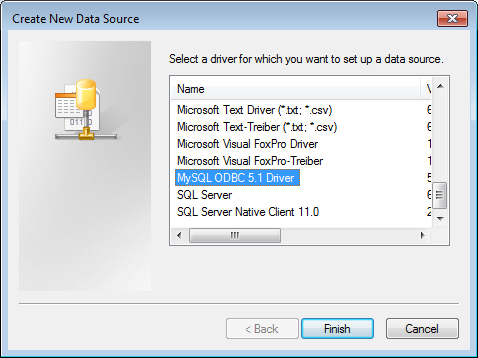 Create New Data Source
Select a driver for which you want to set up a data source.
Name V
Microsoft Text Driver (*.txt; *.csv) 6
Microsoft Text-Treiber (*.txt; *.csv) 6
Microsoft Visual FoxPro Driver 1
Microsoft Visual FoxPro-Treiber 1
MySQL ODBC 5.1 Driver 5
SQL Server 6
SQL Server Native Client 11.0 2
< Back Finish Cancel